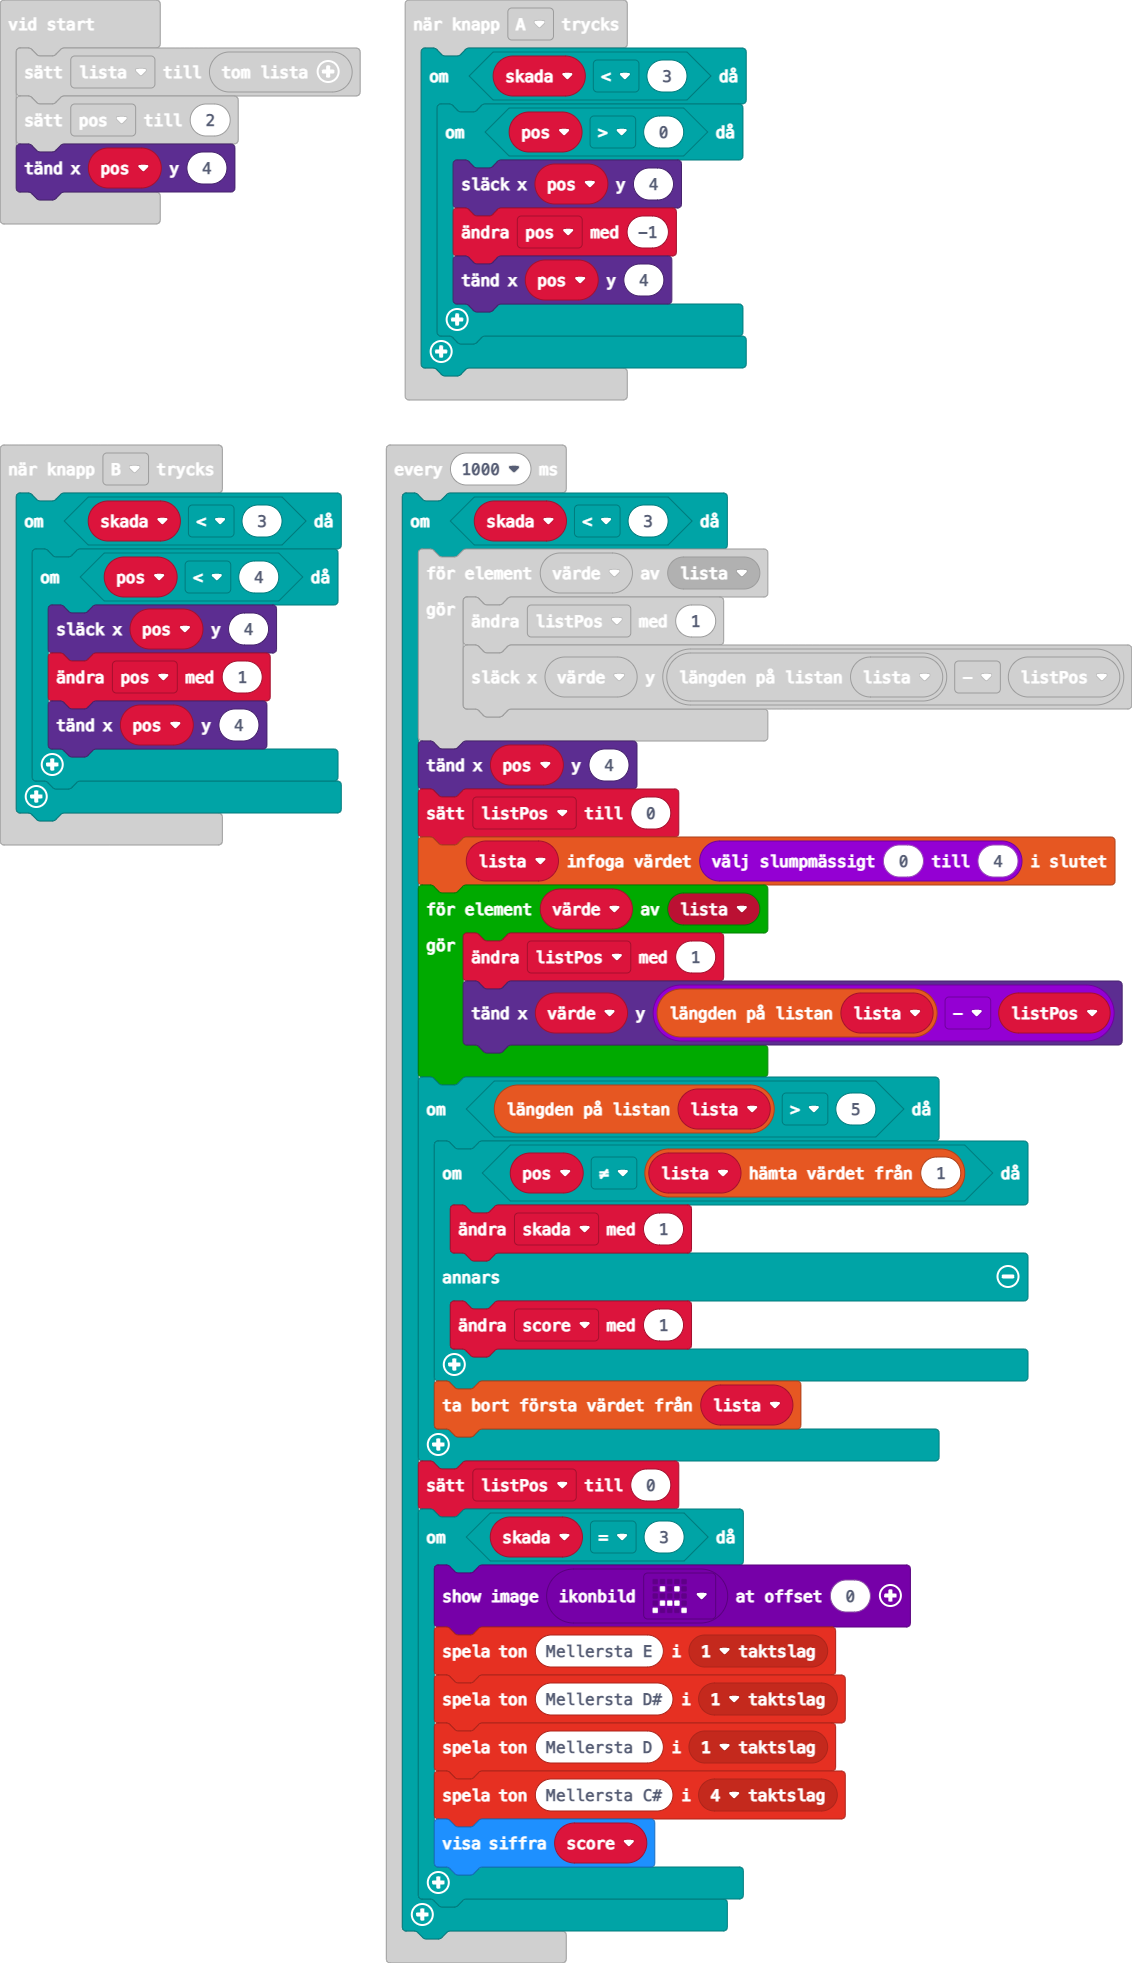 vid start
sätt lista till tom lista
sätt pos till 2
tänd x pos y 4
när knapp A trycks
om skada < 3 då
om pos > 0 då
släck x pos y 4
ändra pos med −1
tänd x pos y 4
när knapp B trycks
om skada < 3 då
om pos < 4 då
släck x pos y 4
ändra pos med 1
tänd x pos y 4
every 1000 ms
om skada < 3 då
för element värde av lista
gör ändra listPos med 1
släck x värde y längden på listan lista − listPos
tänd x pos y 4
sätt listPos till 0
lista infoga värdet välj slumpmässigt 0 till 4 i slutet
för element värde av lista
gör ändra listPos med 1
tänd x värde y längden på listan lista − listPos
om längden på listan lista > 5 då
om pos ≠ lista hämta värdet från 1 då
ändra skada med 1
annars
ändra score med 1
ta bort första värdet från lista
sätt listPos till 0
om skada = 3 då
show image ikonbild at offset 0
spela ton Mellersta E i 1 taktslag
spela ton Mellersta D# i 1 taktslag
spela ton Mellersta D i 1 taktslag
spela ton Mellersta C# i 4 taktslag
visa siffra score